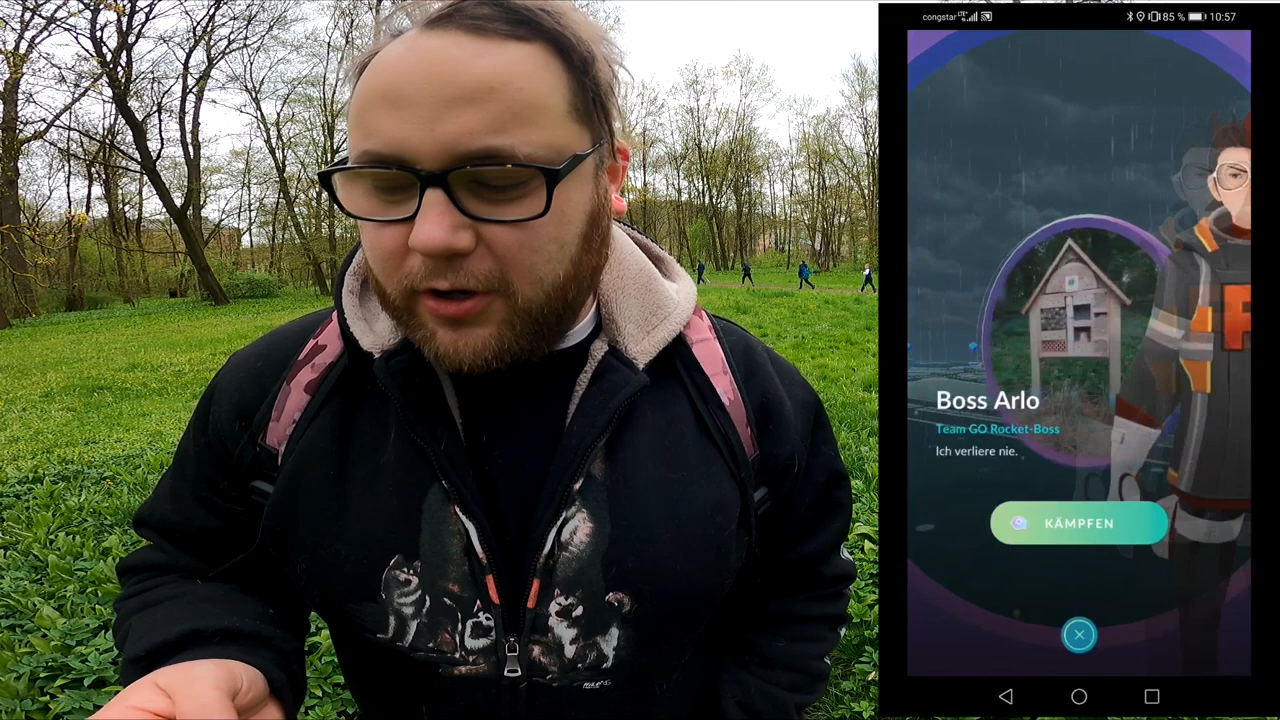 congstar
85 %
10:57
R
Boss Arlo
Team GO Rocket-Boss
Ich verliere nie.
KÄMPFEN